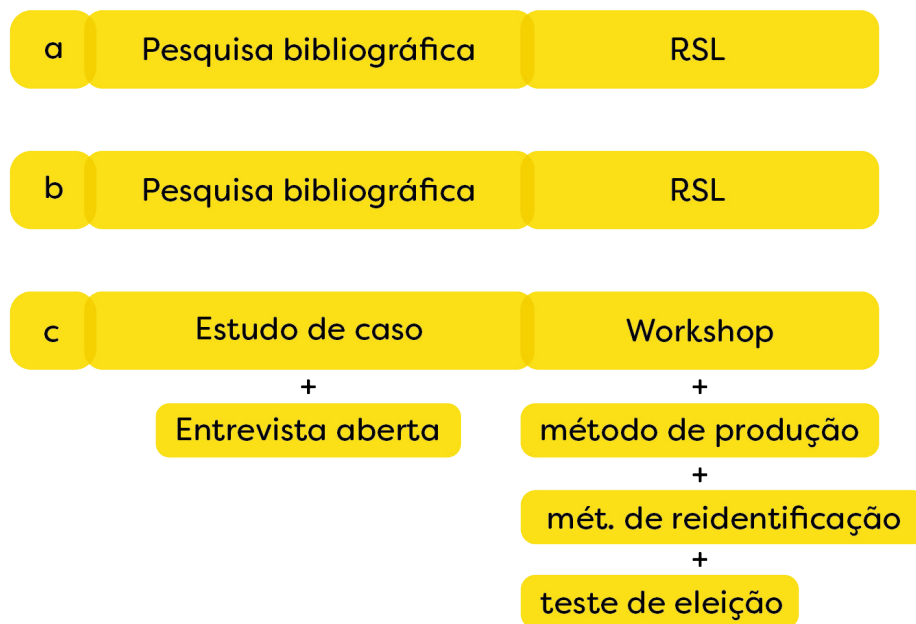 a Pesquisa bibliográfica RSL
b Pesquisa bibliográfica RSL
c Estudo de caso Workshop
+ +
Entrevista aberta método de produção
+
mét. de reidentificação
+
teste de eleição